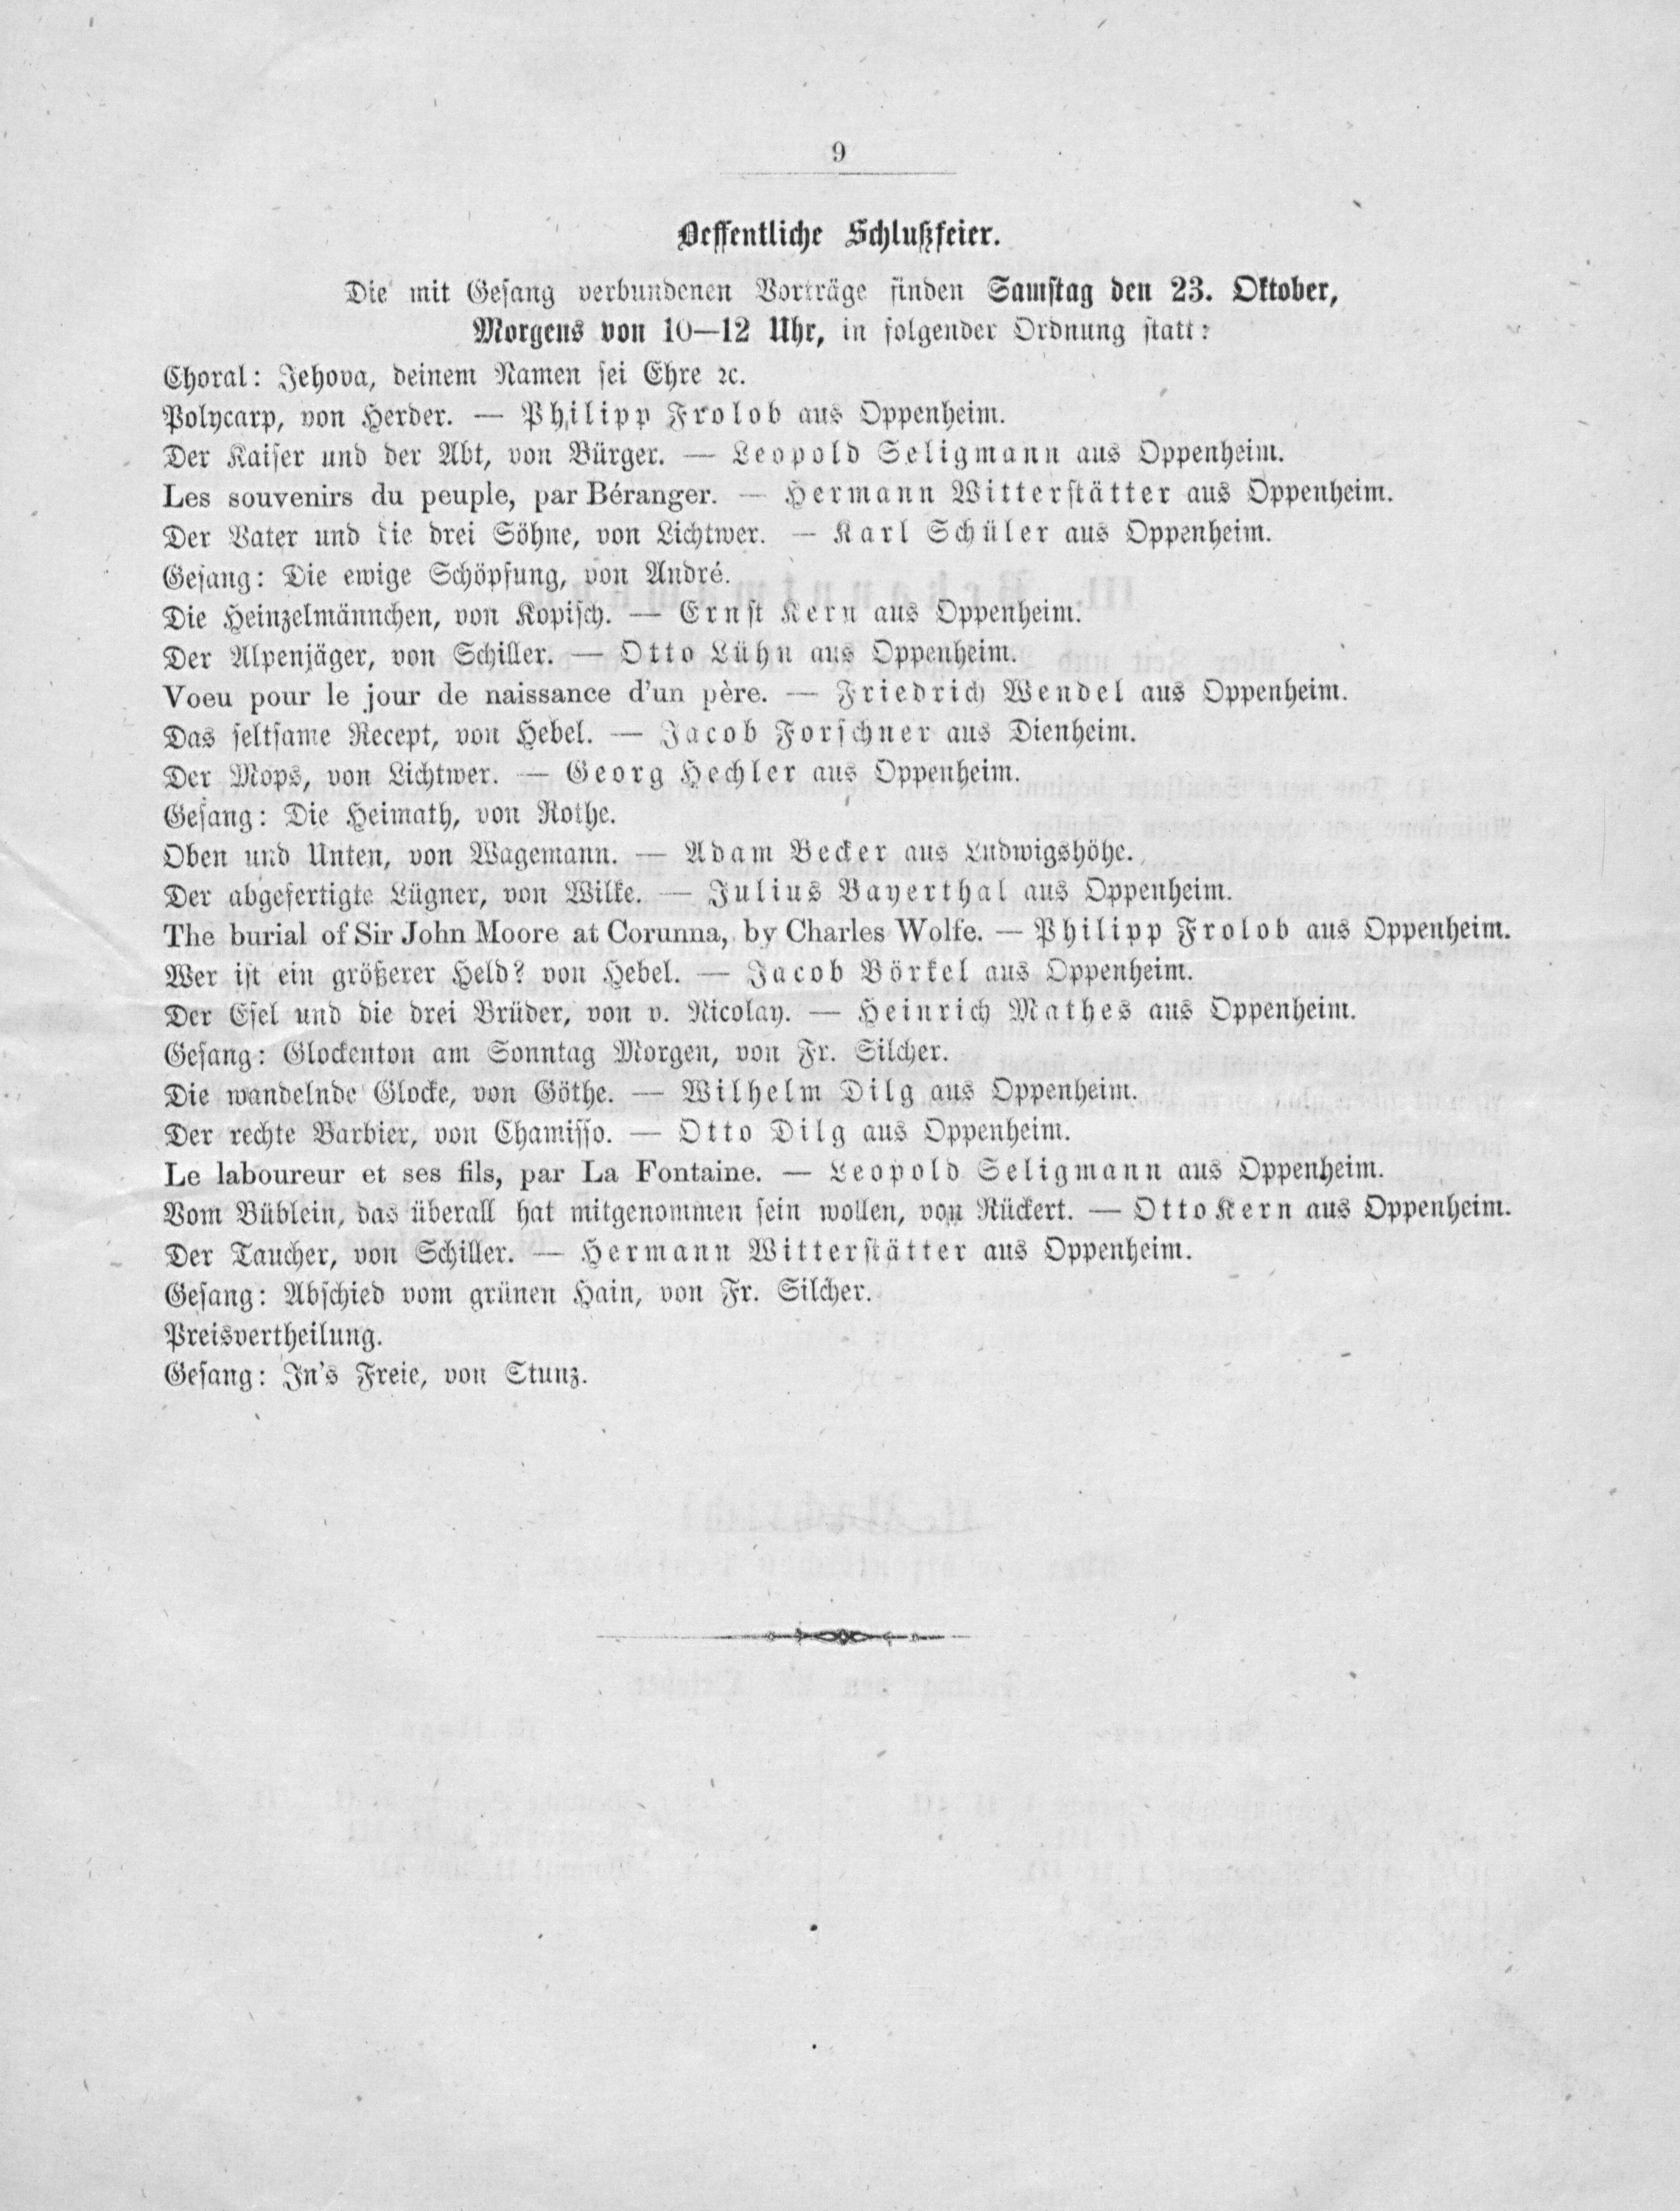 9
Oeffentliche Schlußfeier.
Die mit Gesang verbundenen Vorträge finden Samstag den 23. Oktober,
Morgens von 10—12 Uhr, in folgender Ordnung statt:
Choral: Jehova, deinem Namen sei Ehre ꝛc.
Polycarp, von Herder. — Philipp Frolob aus Oppenheim.
Der Kaiser und der Abt, von Bürger. — Leopold Seligmann aus Oppenheim.
Les souvenirs du peuple, par Béranger. — Hermann Witterstätter aus Oppenheim.
Der Vater und die drei Söhne, von Lichtwer. — Karl Schüler aus Oppenheim.
Gesang: Die ewige Schöpfung, von André.
Die Heinzelmännchen, von Kopisch. — Ernst Kern aus Oppenheim.
Der Alpenjäger, von Schiller. — Otto Lühn aus Oppenheim.
Voeu pour le jour de naissance d'un père. — Friedrich Wendel aus Oppenheim.
Das seltsame Recept, von Hebel. — Jacob Forschner aus Dienheim.
Der Mops, von Lichtwer. — Georg Hechler aus Oppenheim.
Gesang: Die Heimath, von Rothe.
Oben und Unten, von Wagemann. — Adam Becker aus Ludwigshöhe.
Der abgefertigte Lügner, von Wilke. — Julius Bayerthal aus Oppenheim.
The burial of Sir John Moore at Corunna, by Charles Wolfe. — Philipp Frolob aus Oppenheim.
Wer ist ein größerer Held? von Hebel. — Jacob Börkel aus Oppenheim.
Der Esel und die drei Brüder, von v. Nicolay. — Heinrich Mathes aus Oppenheim.
Gesang: Glockenton am Sonntag Morgen, von Fr. Silcher.
Die wandelnde Glocke, von Göthe. — Wilhelm Dilg aus Oppenheim.
Der rechte Barbier, von Chamisso. — Otto Dilg aus Oppenheim.
Le laboureur et ses fils, par La Fontaine. — Leopold Seligmann aus Oppenheim.
Vom Büblein, das überall hat mitgenommen sein wollen, von Rückert. — Otto Kern aus Oppenheim.
Der Taucher, von Schiller. — Hermann Witterstätter aus Oppenheim.
Gesang: Abschied vom grünen Hain, von Fr. Silcher.
Preisvertheilung.
Gesang: In's Freie, von Stunz.